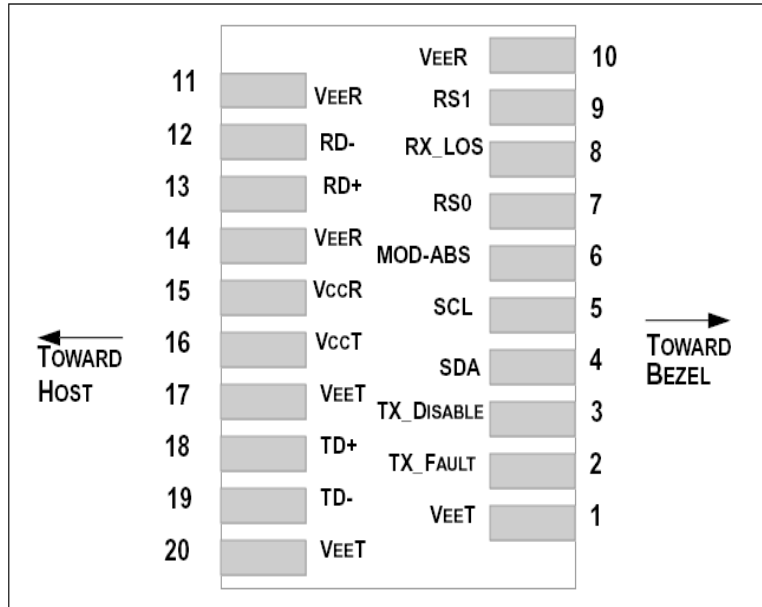 11 VEER
12 RD-
13 RD+
14 VEER
15 VCCR
16 VCCT
17 VEET
18 TD+
19 TD-
20 VEET
VEER 10
RS1 9
RX_LOS 8
RS0 7
MOD-ABS 6
SCL 5
SDA 4
TX_DISABLE 3
TX_FAULT 2
VEET 1
TOWARD
HOST
TOWARD
BEZEL